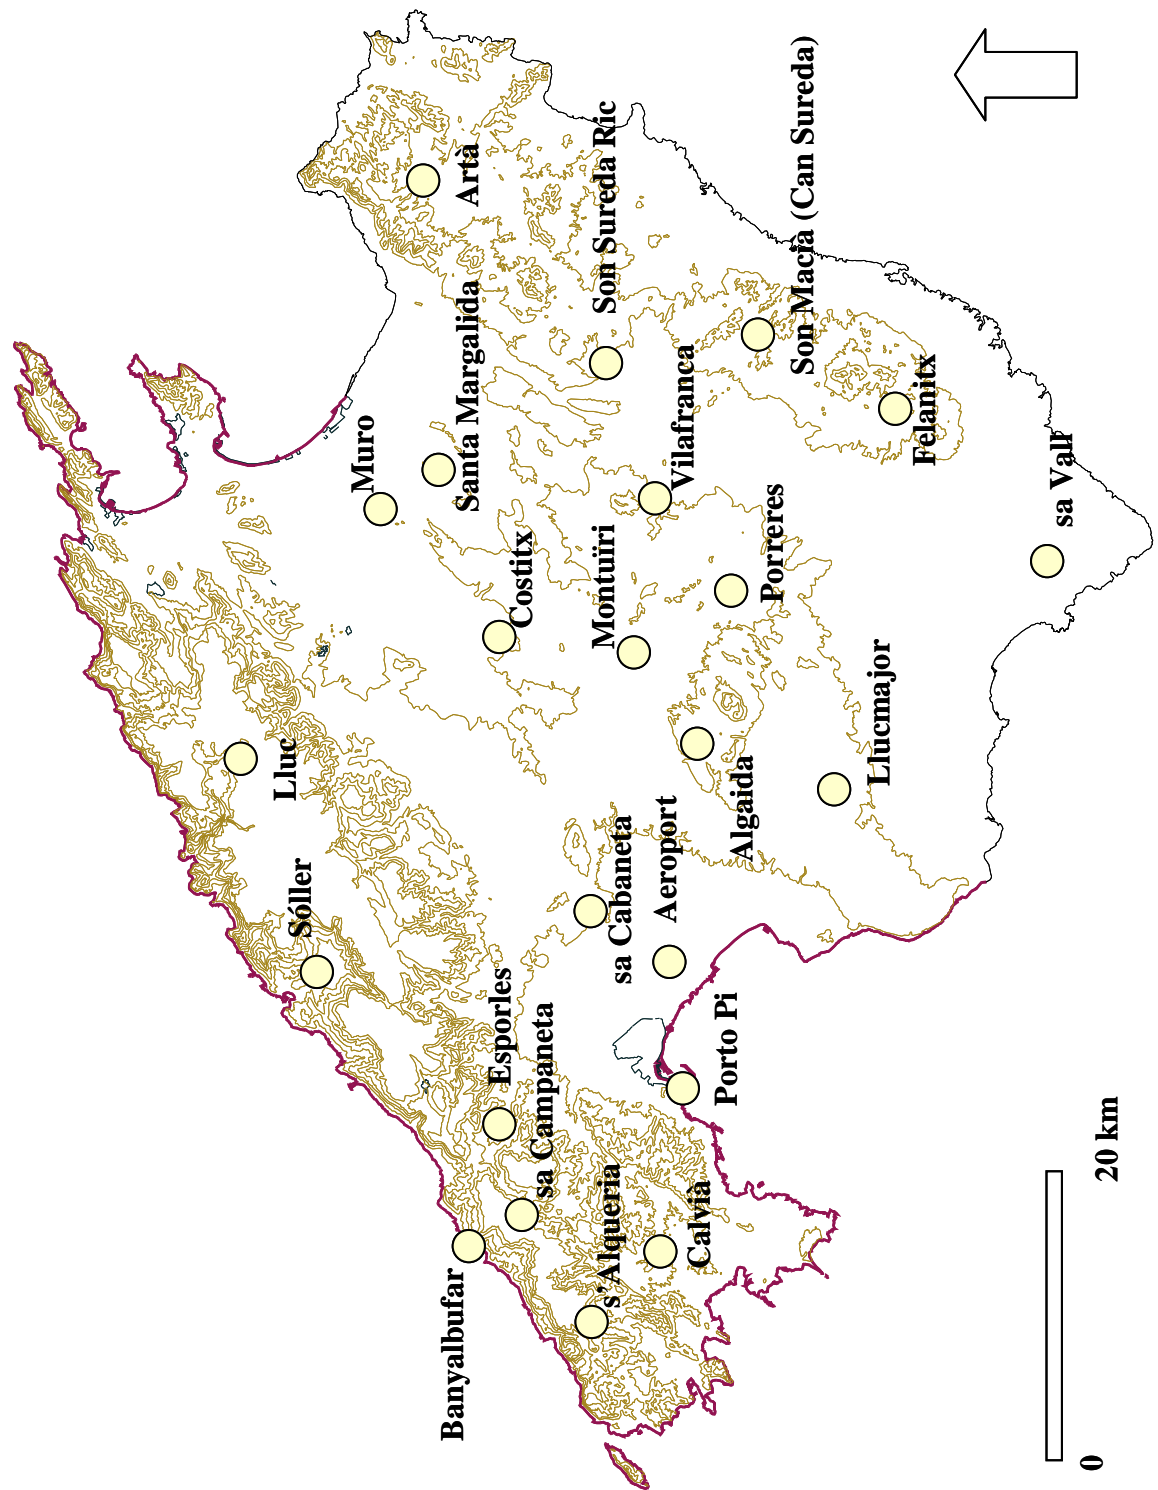 Artà
Son Sureda Ric
Son Macià (Can Sureda)
Santa Margalida
Muro
Vilafranca
Felanitx
sa Vall
Costitx
Montuïri
Porreres
Lluc
Llucmajor
Algaida
Sóller
sa Cabaneta
Aeroport
Esporles
sa Campaneta
Porto Pi
Banyalbufar
s'Alqueria
Calvià
0
20 km